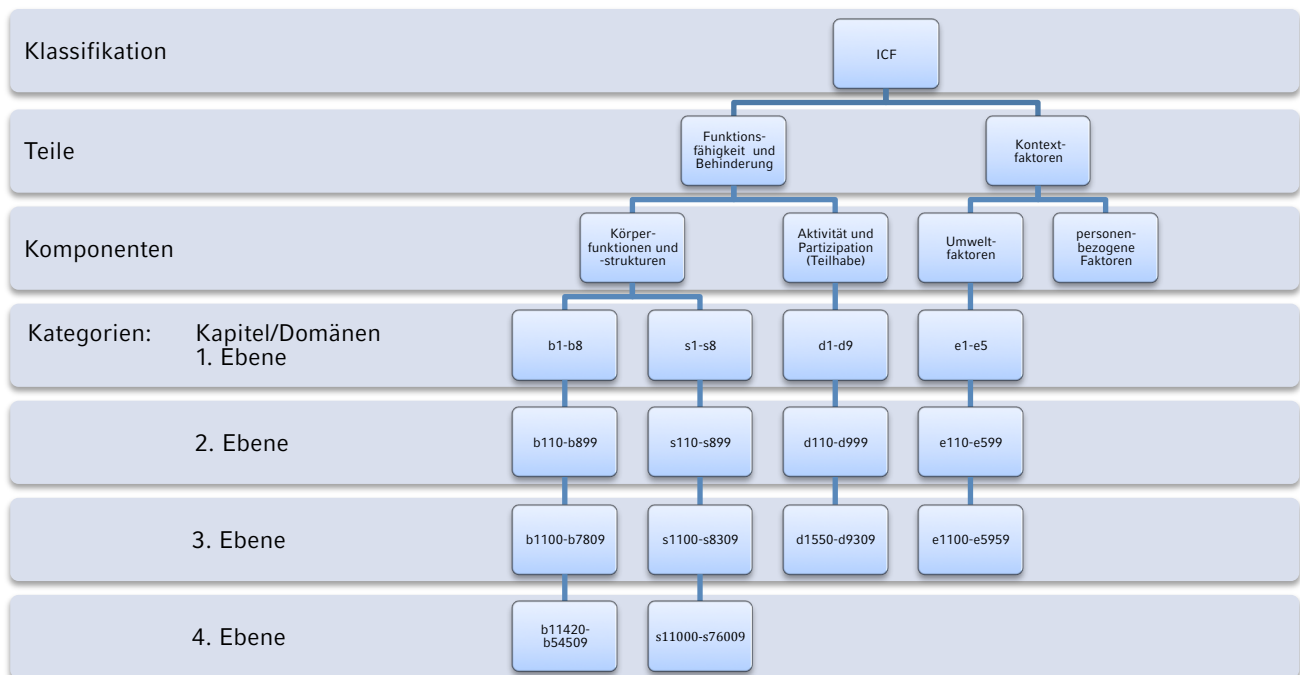 Klassifikation
ICF
Teile
Funktions-
fähigkeit und
Behinderung
Kontext-
faktoren
Komponenten
Körper-
funktionen und
-strukturen
Aktivität und
Partizipation
(Teilhabe)
Umwelt-
faktoren
personen-
bezogene
Faktoren
Kategorien: Kapitel/Domänen
1. Ebene
b1-b8
s1-s8
d1-d9
e1-e5
2. Ebene
b110-b899
s110-s899
d110-d999
e110-e599
3. Ebene
b1100-b7809
s1100-s8309
d1550-d9309
e1100-e5959
4. Ebene
b11420-
b54509
s11000-s76009